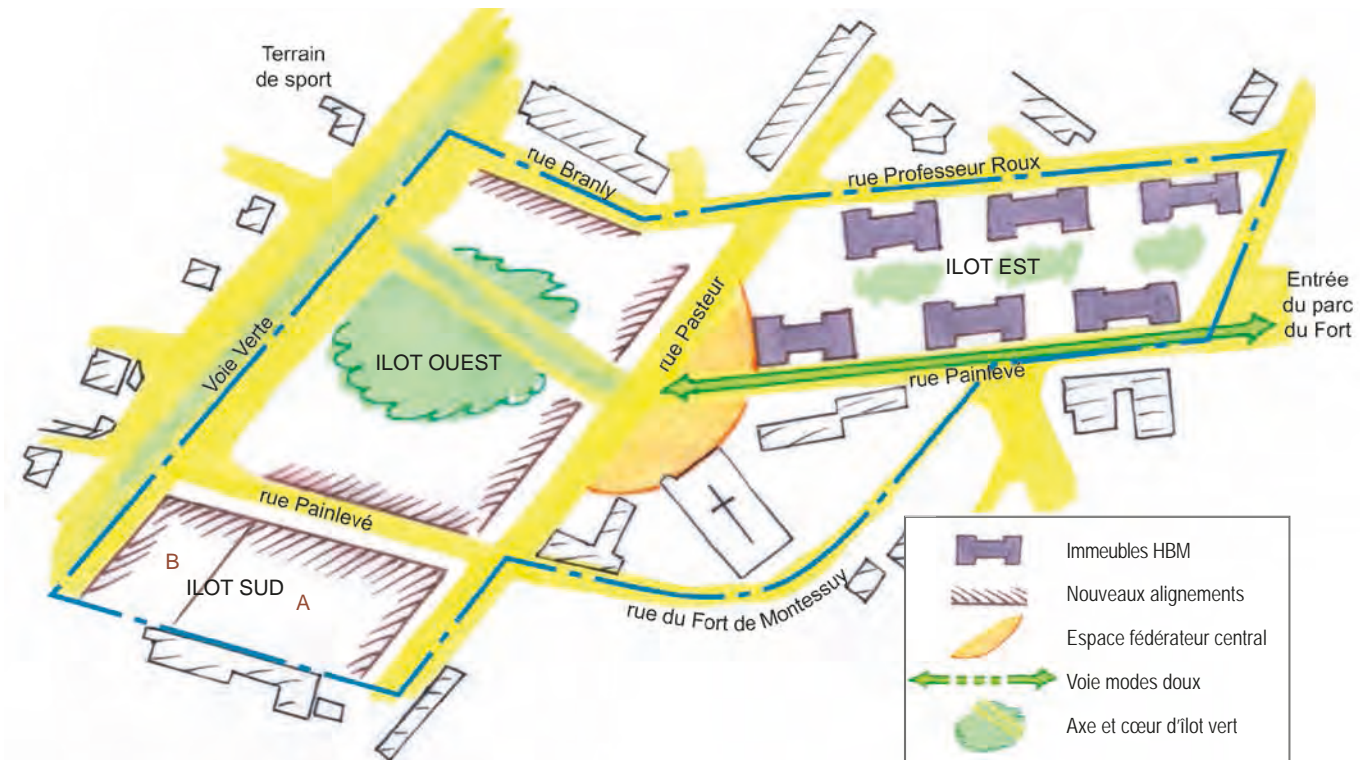 Terrain
de sport
rue Branly
rue Professeur Roux
ILOT EST
Entrée
du parc
du Fort
rue Pasteur
Voie Verte
ILOT OUEST
rue Painlevé
rue Painlevé
B
ILOT SUD
A
rue du Fort de Montessuy
Immeubles HBM
Nouveaux alignements
Espace fédérateur central
Voie modes doux
Axe et cœur d'îlot vert